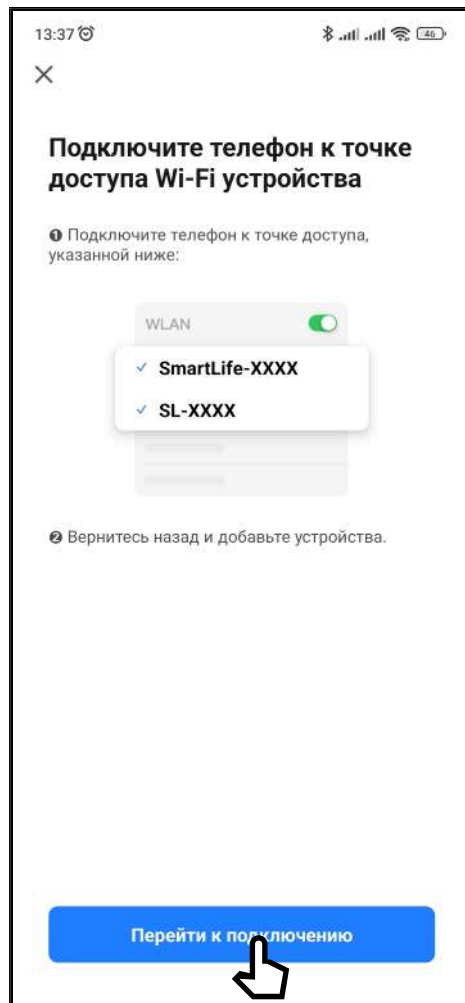 13:37
46
Подключите телефон к точке
доступа Wi-Fi устройства
❶ Подключите телефон к точке доступа,
указанной ниже:
WLAN
SmartLife-XXXX
SL-XXXX
❷ Вернитесь назад и добавьте устройства.
Перейти к подключению